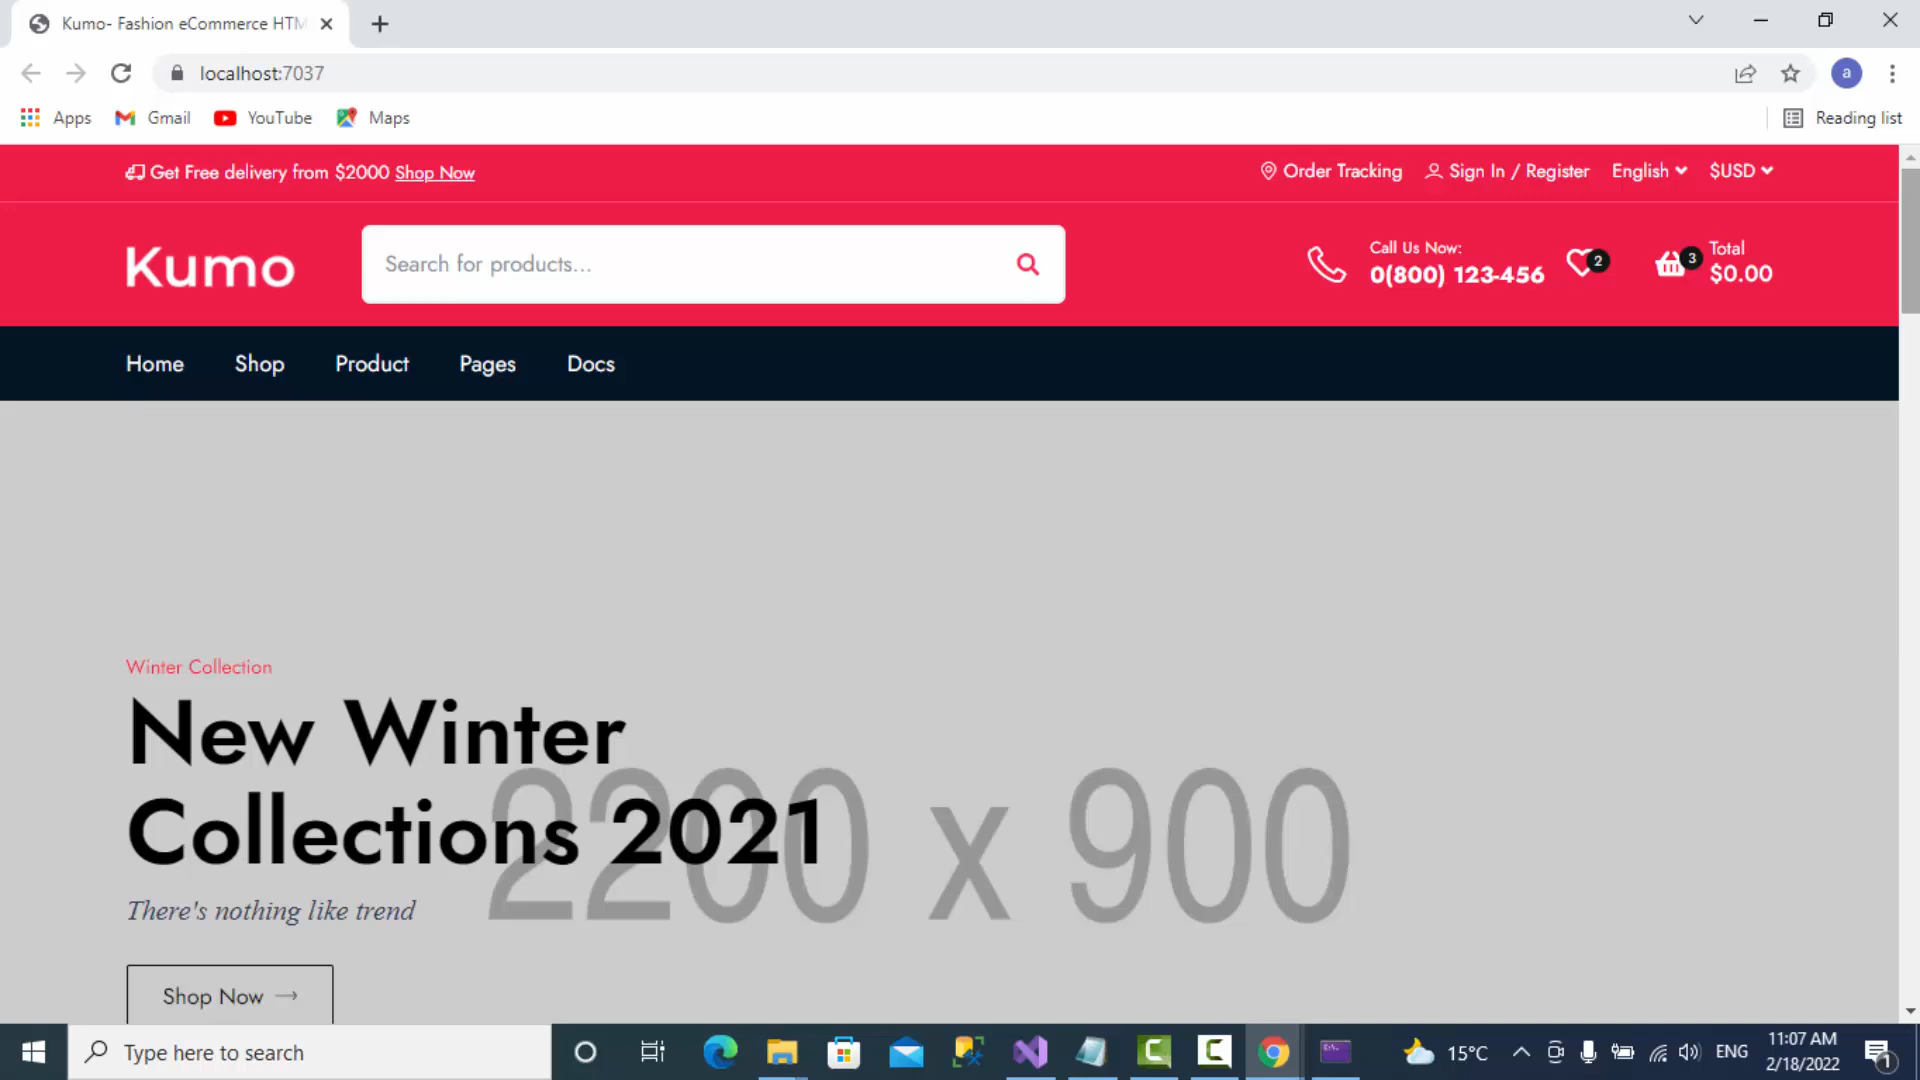 Kumo- Fashion eCommerce HTM
localhost:7037
a
Apps
Gmail
YouTube
Maps
Reading list
Get Free delivery from $2000 Shop Now
Order Tracking
Sign In / Register
English
$USD
Kumo
Search for products...
Call Us Now:
0(800) 123-456
2
3
Total
$0.00
Home
Shop
Product
Pages
Docs
2200 x 900
Winter Collection
New Winter
Collections 2021
There's nothing like trend
Shop Now
Type here to search
15°C
ENG
11:07 AM
2/18/2022
1